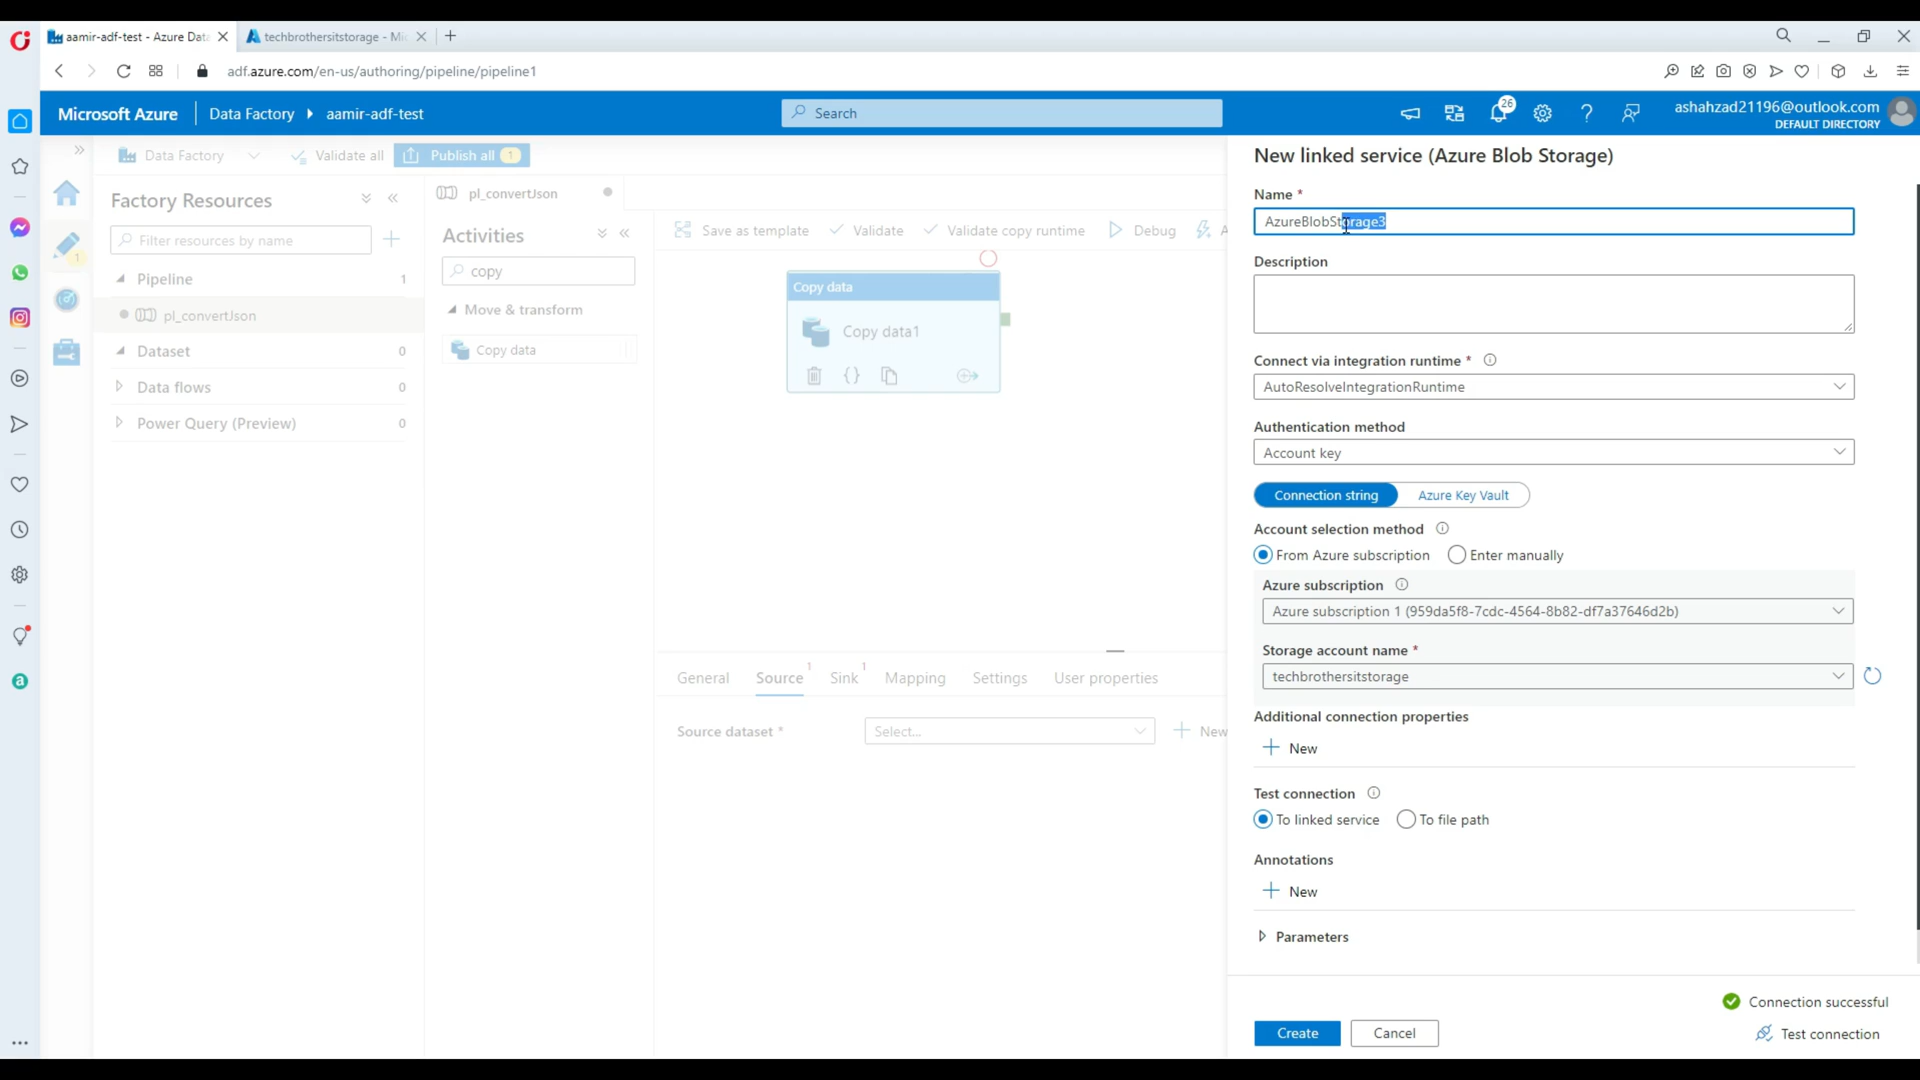 aamir-adf-test - Azure Data
techbrothersitstorage - Mi
adf.azure.com/en-us/authoring/pipeline/pipeline1
Microsoft Azure
Data Factory
aamir-adf-test
Search
26
ashahzad21196@outlook.com
DEFAULT DIRECTORY
Data Factory
Validate all
Publish all
1
Factory Resources
Filter resources by name
Pipeline
1
pl_convertJson
Dataset
0
Data flows
0
Power Query (Preview)
0
1
pl_convertJson
Activities
copy
Move & transform
Copy data
Save as template
Validate
Validate copy runtime
Debug
Copy data
Copy data1
General
Source
1
Sink
1
Mapping
Settings
User properties
Source dataset *
Select...
New
New linked service (Azure Blob Storage)
Name *
AzureBlobStorage3
Description
Connect via integration runtime *
AutoResolveIntegrationRuntime
Authentication method
Account key
Connection string
Azure Key Vault
Account selection method
From Azure subscription
Enter manually
Azure subscription
Azure subscription 1 (959da5f8-7cdc-4564-8b82-df7a37646d2b)
Storage account name *
techbrothersitstorage
Additional connection properties
New
Test connection
To linked service
To file path
Annotations
New
Parameters
Connection successful
Create
Cancel
Test connection